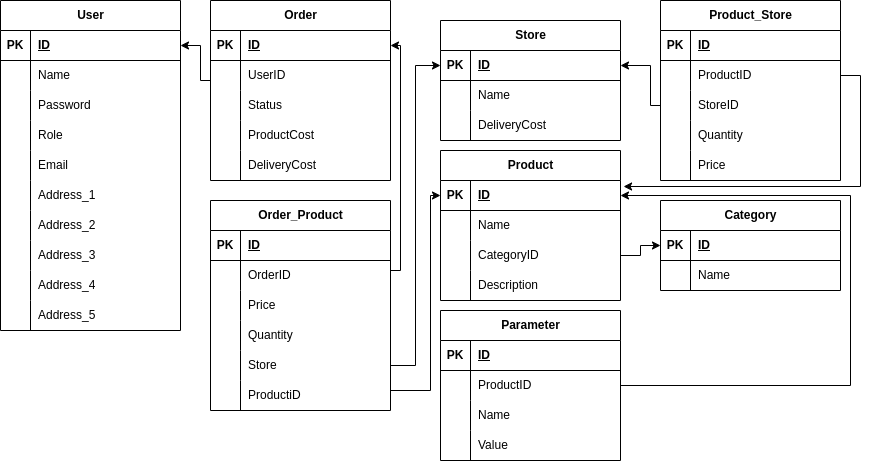 User
PK ID
Name
Password
Role
Email
Address_1
Address_2
Address_3
Address_4
Address_5
Order
PK ID
UserID
Status
ProductCost
DeliveryCost
Order_Product
PK ID
OrderID
Price
Quantity
Store
ProductiD
Store
PK ID
Name
DeliveryCost
Product
PK ID
Name
CategoryID
Description
Parameter
PK ID
ProductID
Name
Value
Product_Store
PK ID
ProductID
StoreID
Quantity
Price
Category
PK ID
Name